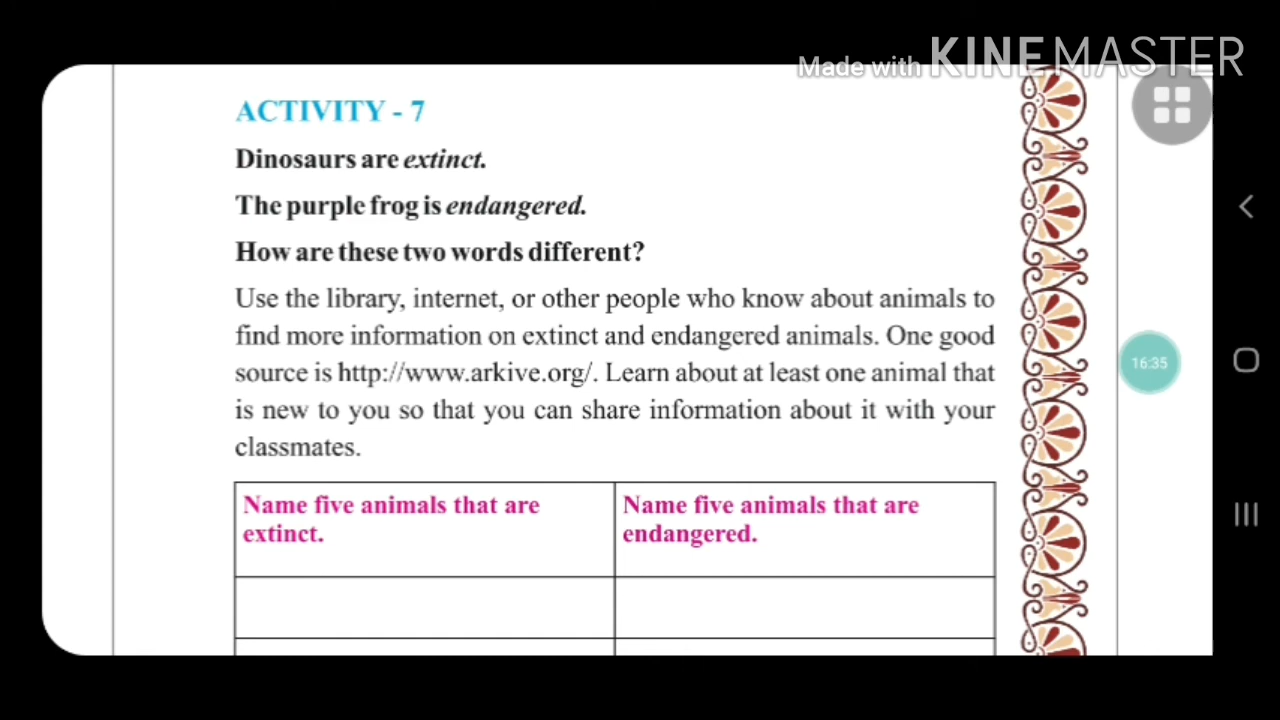 Made with KINEMASTER
ACTIVITY - 7
Dinosaurs are extinct.
The purple frog is endangered.
How are these two words different?
Use the library, internet, or other people who know about animals to
find more information on extinct and endangered animals. One good
source is http://www.arkive.org/. Learn about at least one animal that
is new to you so that you can share information about it with your
classmates.
Name five animals that are
extinct.
Name five animals that are
endangered.
16:35